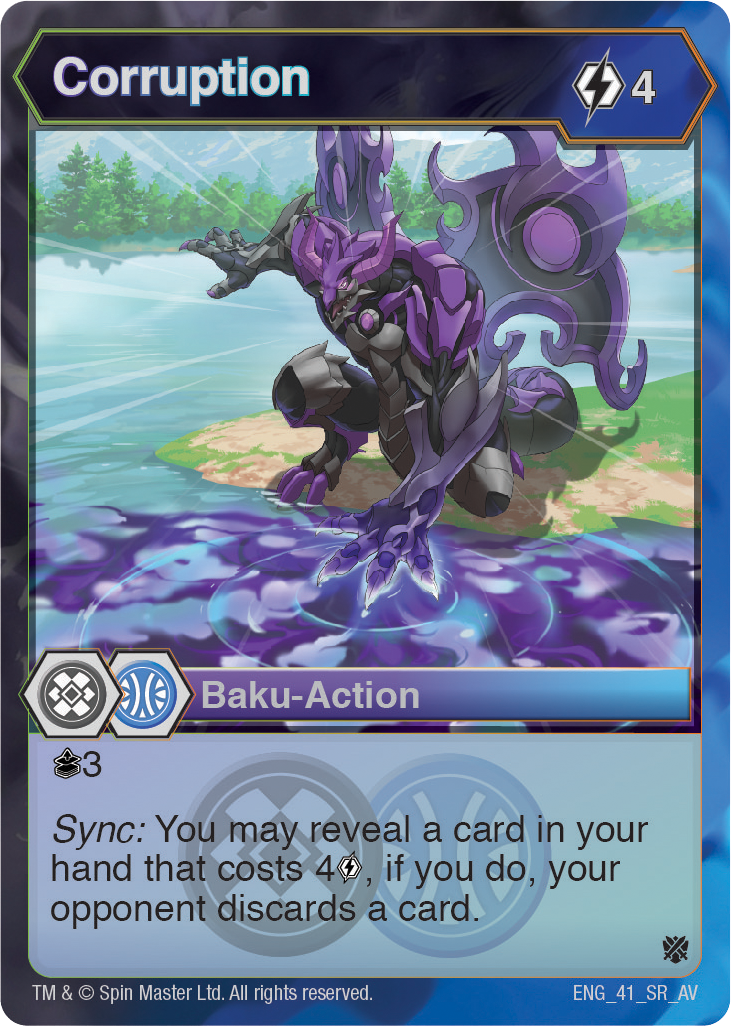 Corruption
4
Baku-Action
3
Sync: You may reveal a card in your
hand that costs 4, if you do, your
opponent discards a card.
TM & © Spin Master Ltd. All rights reserved.
ENG_41_SR_AV